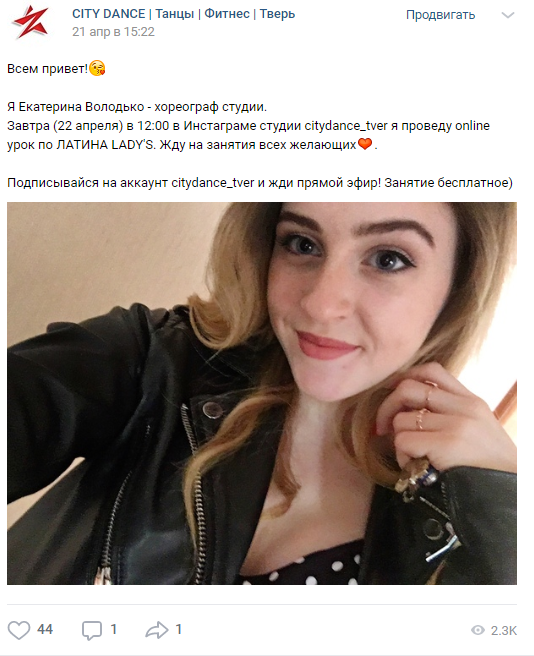 CITY DANCE | Танцы | Фитнес | Тверь
Продвигать
21 апр в 15:22
Всем привет!😘
Я Екатерина Володько - хореограф студии.
Завтра (22 апреля) в 12:00 в Инстаграме студии citydance_tver я проведу online
урок по ЛАТИНА LADY'S. Жду на занятия всех желающих❤.
Подписывайся на аккаунт citydance_tver и жди прямой эфир! Занятие бесплатное)
44
1
1
2.3K